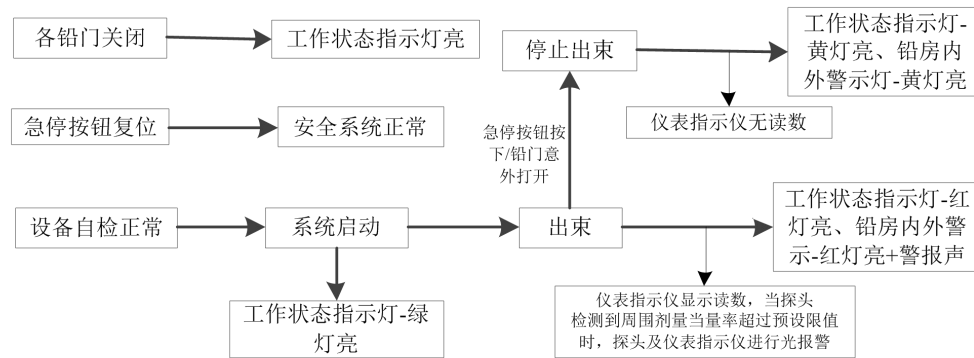 各铅门关闭
工作状态指示灯亮
停止出束
工作状态指示灯-
黄灯亮、铅房内
外警示灯-黄灯亮
急停按钮复位
安全系统正常
急停按钮按
下/铅门意
外打开
仪表指示仪无读数
设备自检正常
系统启动
出束
工作状态指示灯-红
灯亮、铅房内外警
示-红灯亮+警报声
工作状态指示灯-绿
灯亮
仪表指示仪显示读数，当探头
检测到周围剂量当量率超过预设限值
时，探头及仪表指示仪进行光报警